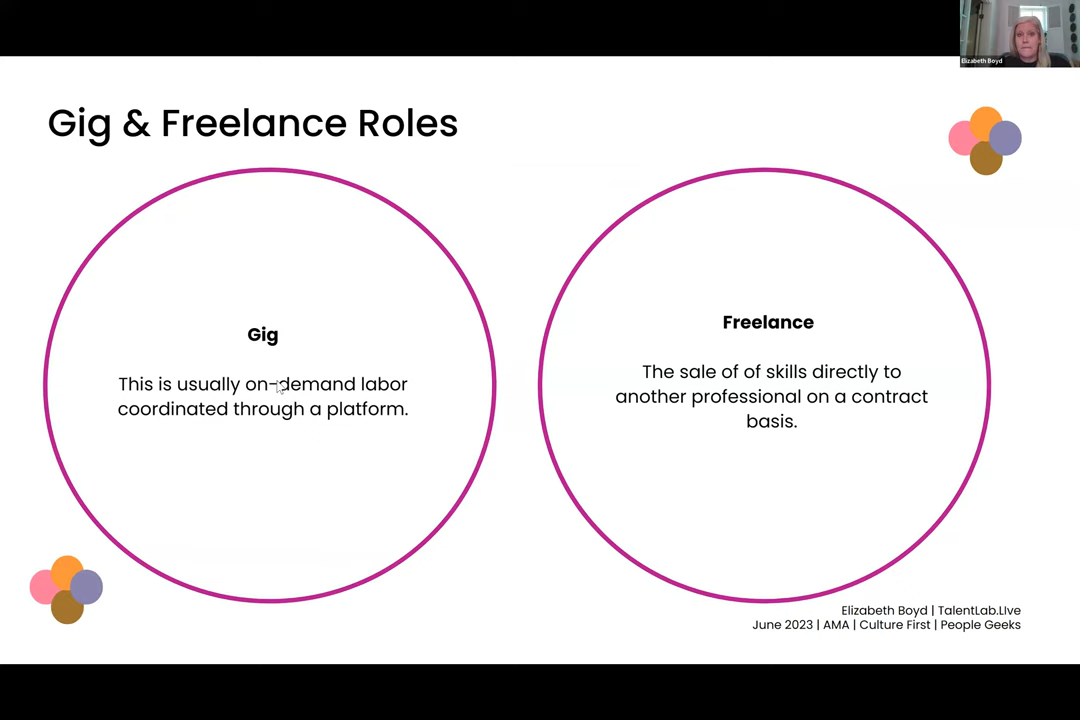 Elizabeth Boyd
Gig & Freelance Roles
Gig
This is usually on-demand labor
coordinated through a platform.
Freelance
The sale of of skills directly to
another professional on a contract
basis.
Elizabeth Boyd | TalentLab.LIve
June 2023 | AMA | Culture First | People Geeks